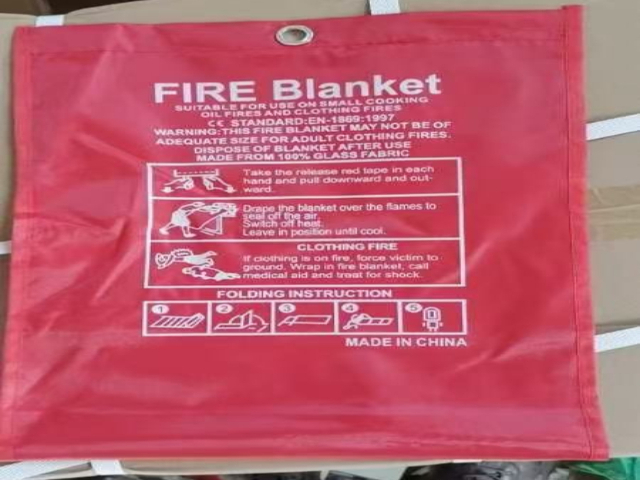 FIRE Blanket
SUITABLE FOR USE ON SMALL COOKING
OIL FIRES AND CLOTHING FIRES
CE STANDARD:EN-1869:1997
WARNING:THIS FIRE BLANKET MAY NOT BE OF
ADEQUATE SIZE FOR ADULT CLOTHING FIRES.
DISPOSE OF BLANKET AFTER USE
MADE FROM 100% GLASS FABRIC
Take the release red tape in each
hand and pull downward and out-
ward.
Drape the blanket over the flames to
seal off the air.
Switch off heat.
Leave in position until cool.
CLOTHING FIRE
If clothing is on fire, force victim to
ground. Wrap in fire blanket, call
medical aid and treat for shock.
FOLDING INSTRUCTION
1 2 3 4 5
MADE IN CHINA